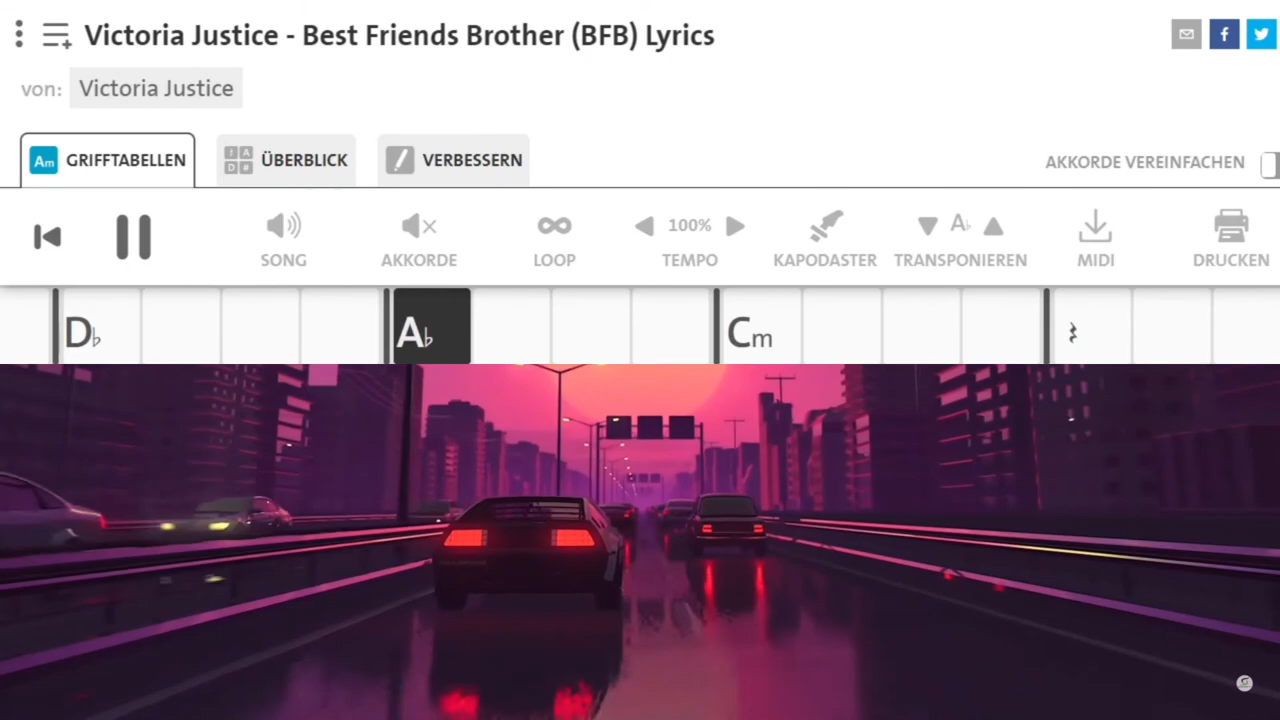 Victoria Justice - Best Friends Brother (BFB) Lyrics
von: Victoria Justice
Am GRIFFTABELLEN ÜBERBLICK VERBESSERN AKKORDE VEREINFACHEN
100% A♭
SONG AKKORDE LOOP TEMPO KAPODASTER TRANSPONIEREN MIDI DRUCKEN
D♭ A♭ Cm